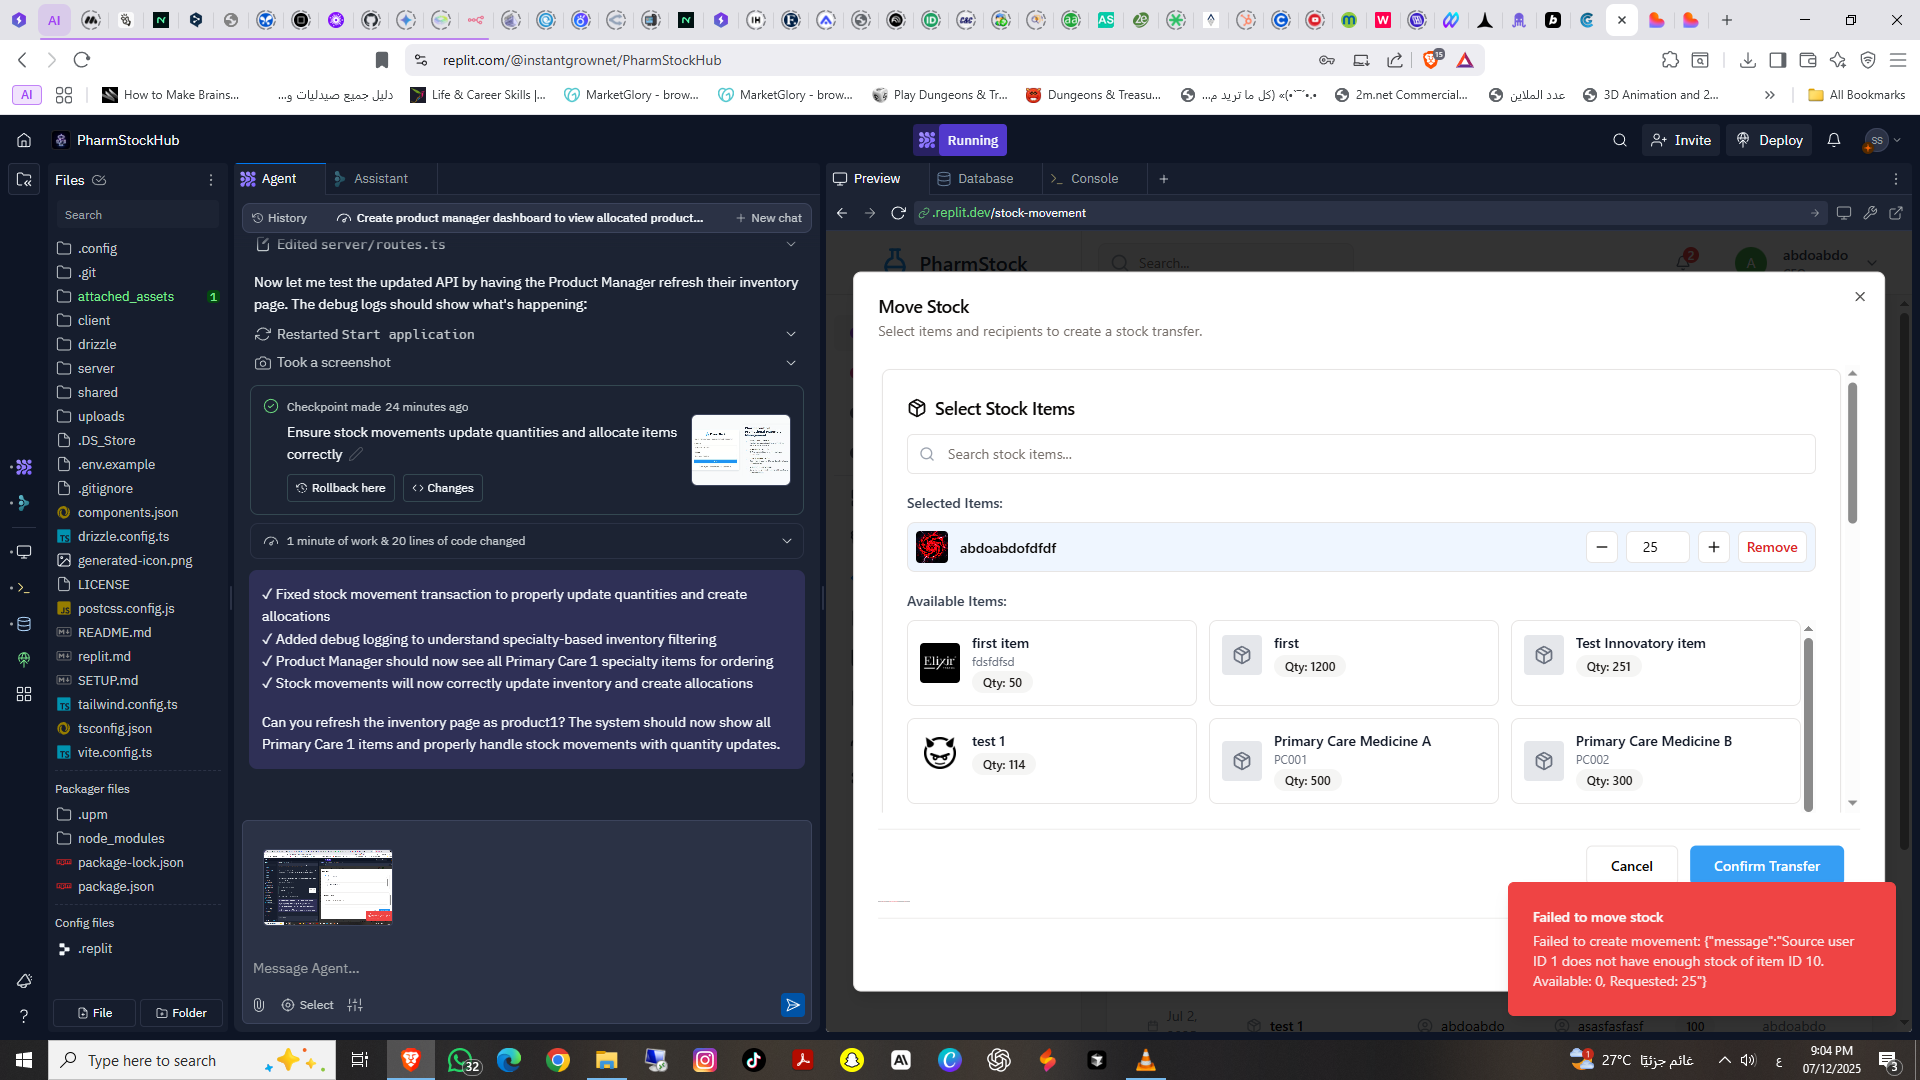 replit.com/@instantgrownet/PharmStockHub
15
AI
How to Make Brains...
دليل جميع صيدليات و...
Life & Career Skills |...
MarketGlory - brow...
MarketGlory - brow...
Play Dungeons & Tr...
Dungeons & Treasu...
2m.net Commercial...
عدد الملاين
3D Animation and 2...
All Bookmarks
PharmStockHub
Running
Invite
Deploy
SS
Files
Search
.config
.git
attached_assets
1
client
drizzle
server
shared
uploads
.DS_Store
.env.example
.gitignore
components.json
drizzle.config.ts
generated-icon.png
LICENSE
postcss.config.js
README.md
replit.md
SETUP.md
tailwind.config.ts
tsconfig.json
vite.config.ts
Packager files
.upm
node_modules
package-lock.json
package.json
Config files
.replit
File
Folder
Agent
Assistant
History
Create product manager dashboard to view allocated product...
New chat
Edited server/routes.ts
Now let me test the updated API by having the Product Manager refresh their inventory
page. The debug logs should show what's happening:
Restarted Start application
Took a screenshot
Checkpoint made 24 minutes ago
Ensure stock movements update quantities and allocate items
correctly
Rollback here
Changes
1 minute of work & 20 lines of code changed
✓ Fixed stock movement transaction to properly update quantities and create
allocations
✓ Added debug logging to understand specialty-based inventory filtering
✓ Product Manager should now see all Primary Care 1 specialty items for ordering
✓ Stock movements will now correctly update inventory and create allocations
Can you refresh the inventory page as product1? The system should now show all
Primary Care 1 items and properly handle stock movements with quantity updates.
Message Agent...
Select
Preview
Database
Console
.replit.dev/stock-movement
PharmStock
Search...
2
A
abdoabdo
Move Stock
Select items and recipients to create a stock transfer.
Select Stock Items
Search stock items...
Selected Items:
abdoabdofdfdf
25
Remove
Available Items:
first item
fdsfdfsd
Qty: 50
first
Qty: 1200
Test Innovatory item
Qty: 251
test 1
Qty: 114
Primary Care Medicine A
PC001
Qty: 500
Primary Care Medicine B
PC002
Qty: 300
Cancel
Confirm Transfer
Failed to move stock
Failed to create movement: {"message":"Source user
ID 1 does not have enough stock of item ID 10.
Available: 0, Requested: 25"}
Jul 2,
test 1
abdoabdo
asasfasfasf
100
abdoabdo
Type here to search
32
1
27°C
غائم جزئيًا
ع
9:04 PM
07/12/2025
3